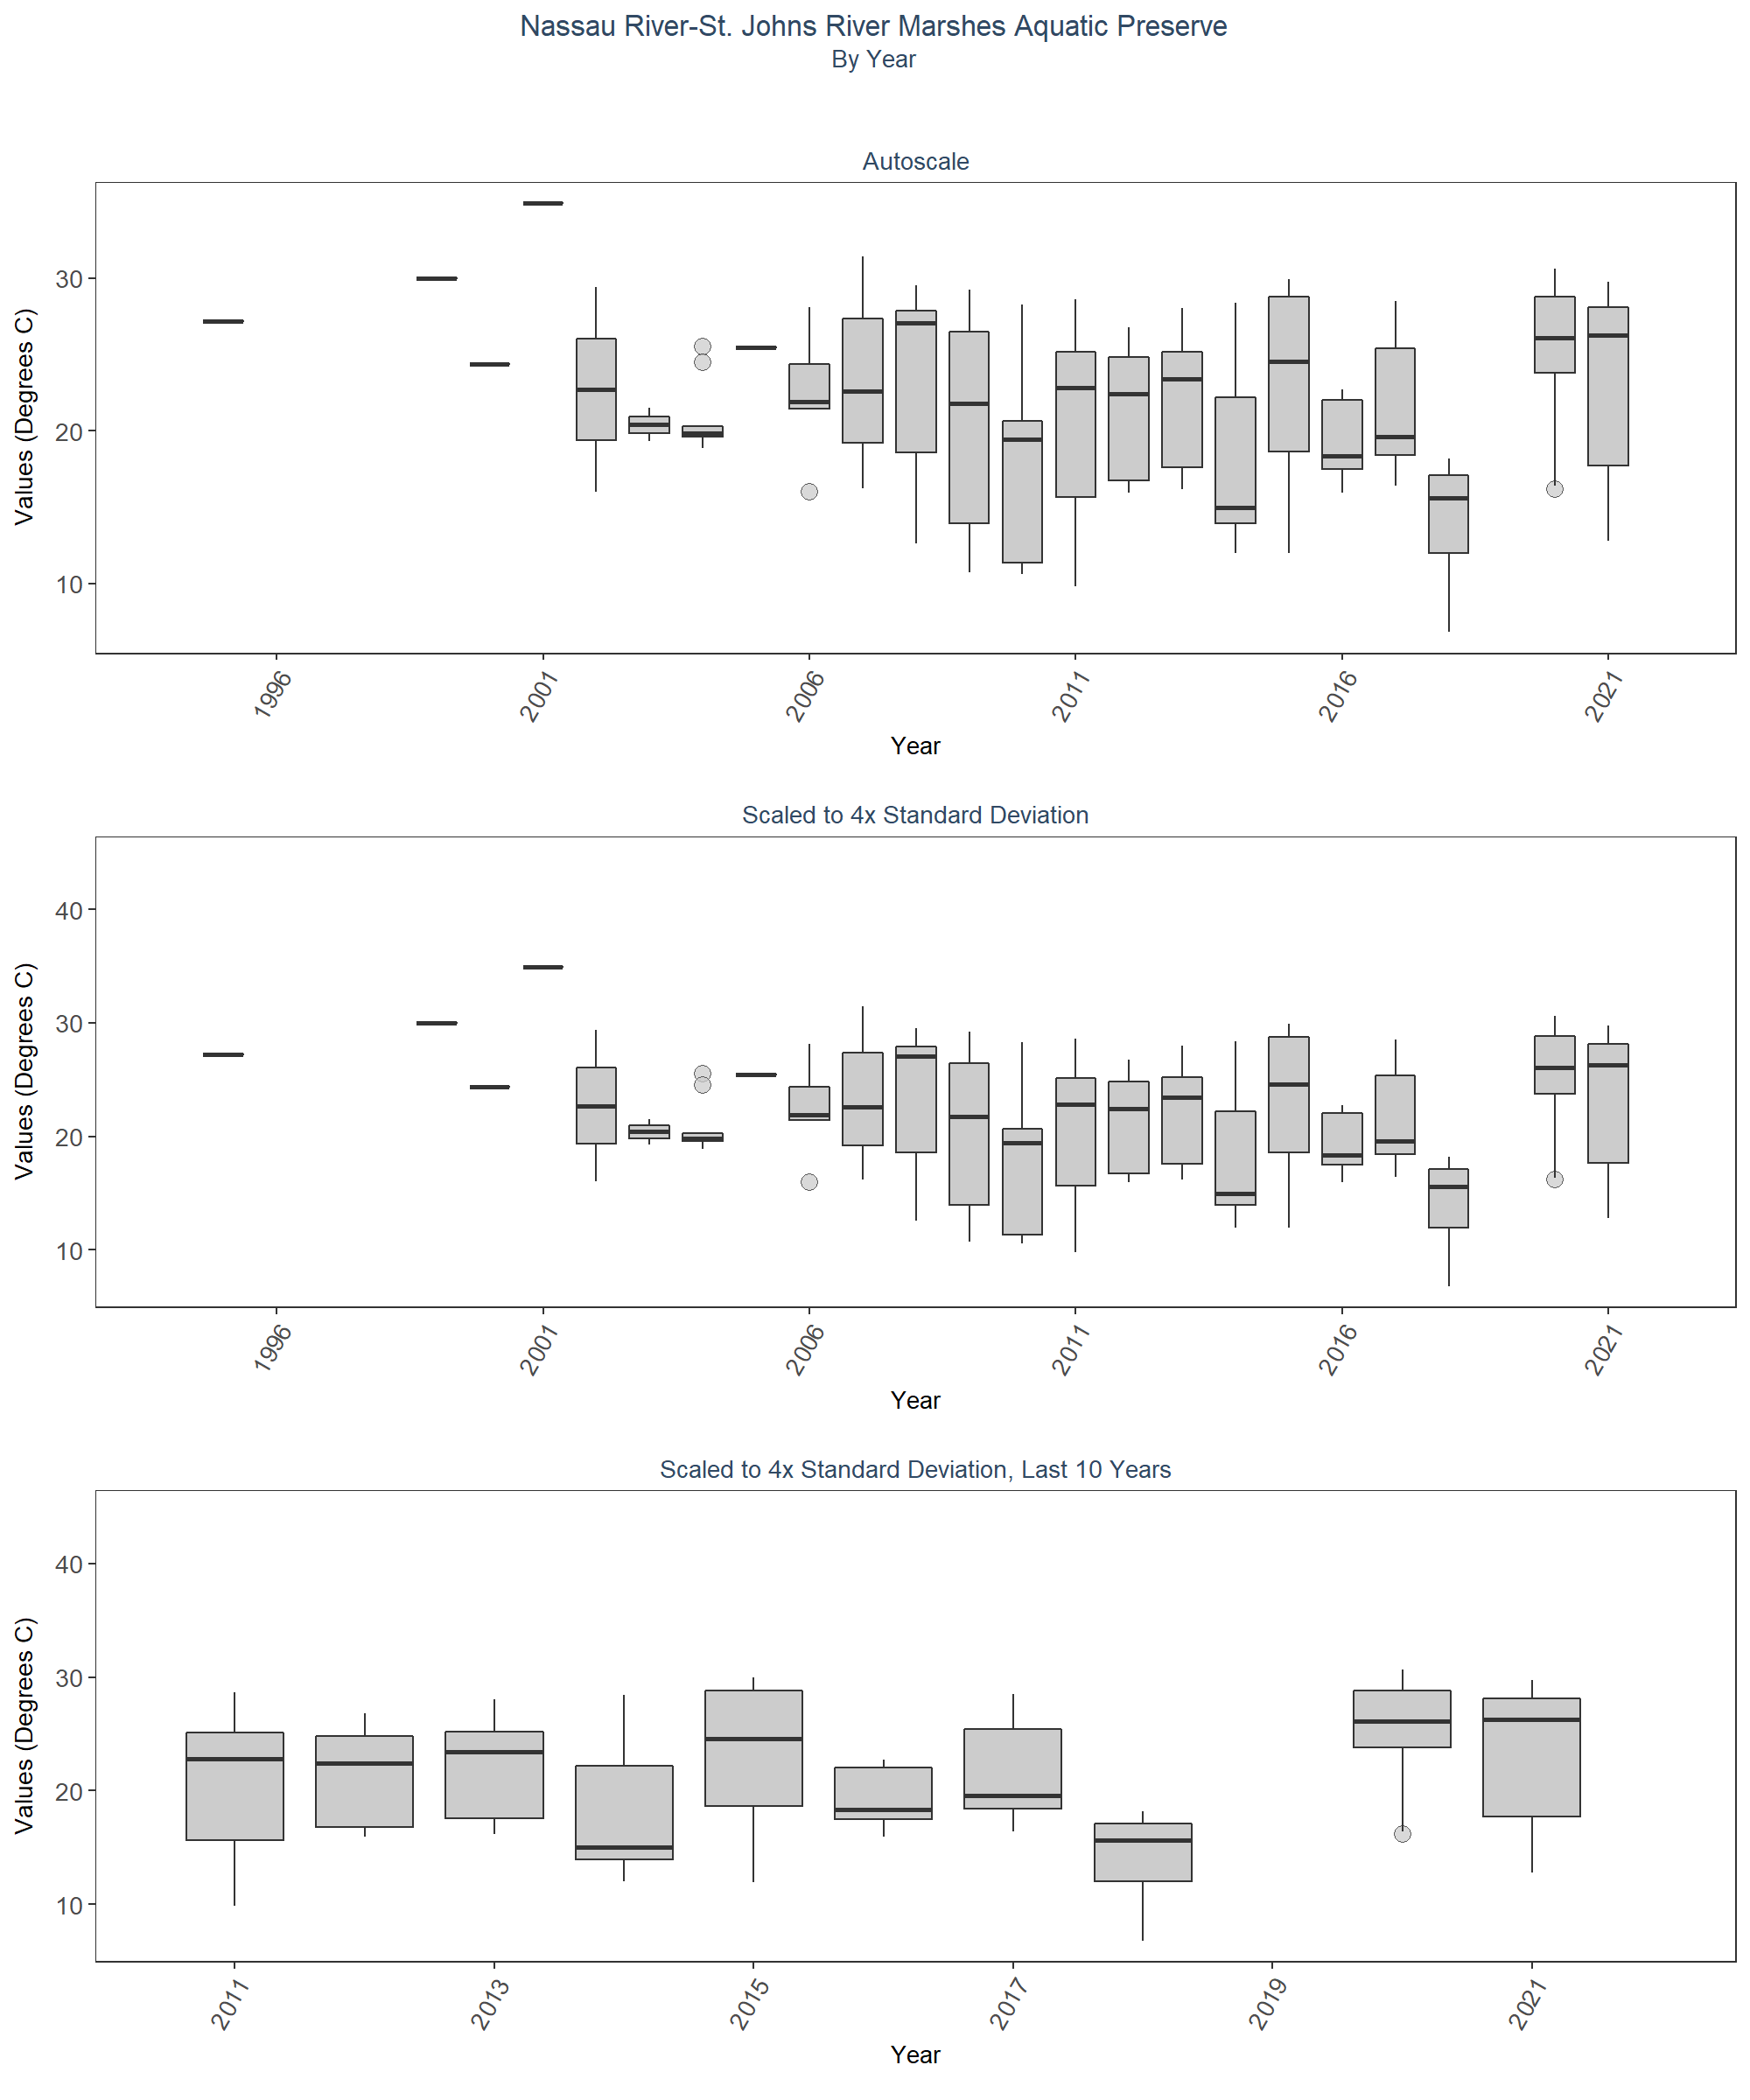 Nassau River-St. Johns River Marshes Aquatic Preserve
By Year
Autoscale
Values (Degrees C)
30
20
10
1996
2001
2006
2011
2016
2021
Year
Scaled to 4x Standard Deviation
Values (Degrees C)
40
30
20
10
1996
2001
2006
2011
2016
2021
Year
Scaled to 4x Standard Deviation, Last 10 Years
Values (Degrees C)
40
30
20
10
2011
2013
2015
2017
2019
2021
Year